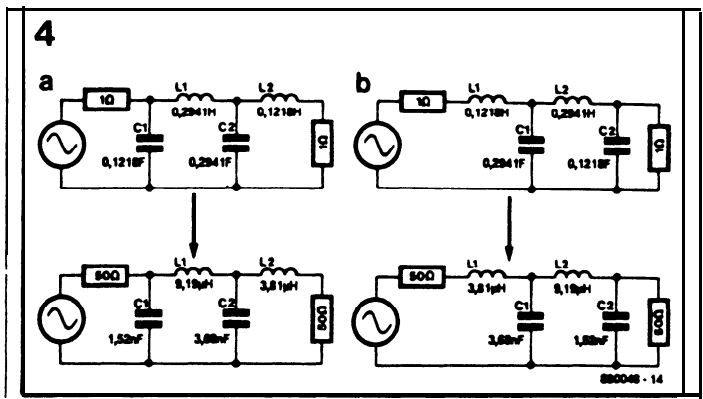 4
a
b
L1
L2
1Ω
0,2941H
0,1218H
C1
C2
1Ω
0,1218F
0,2941F
L1
L2
1Ω
0,1218H
0,2941H
C1
C2
1Ω
0,2941F
0,1218F
L1
L2
50Ω
9,19µH
3,81µH
C1
C2
50Ω
1,52nF
3,68nF
L1
L2
50Ω
3,81µH
9,19µH
C1
C2
50Ω
3,68nF
1,52nF
880048 - 14